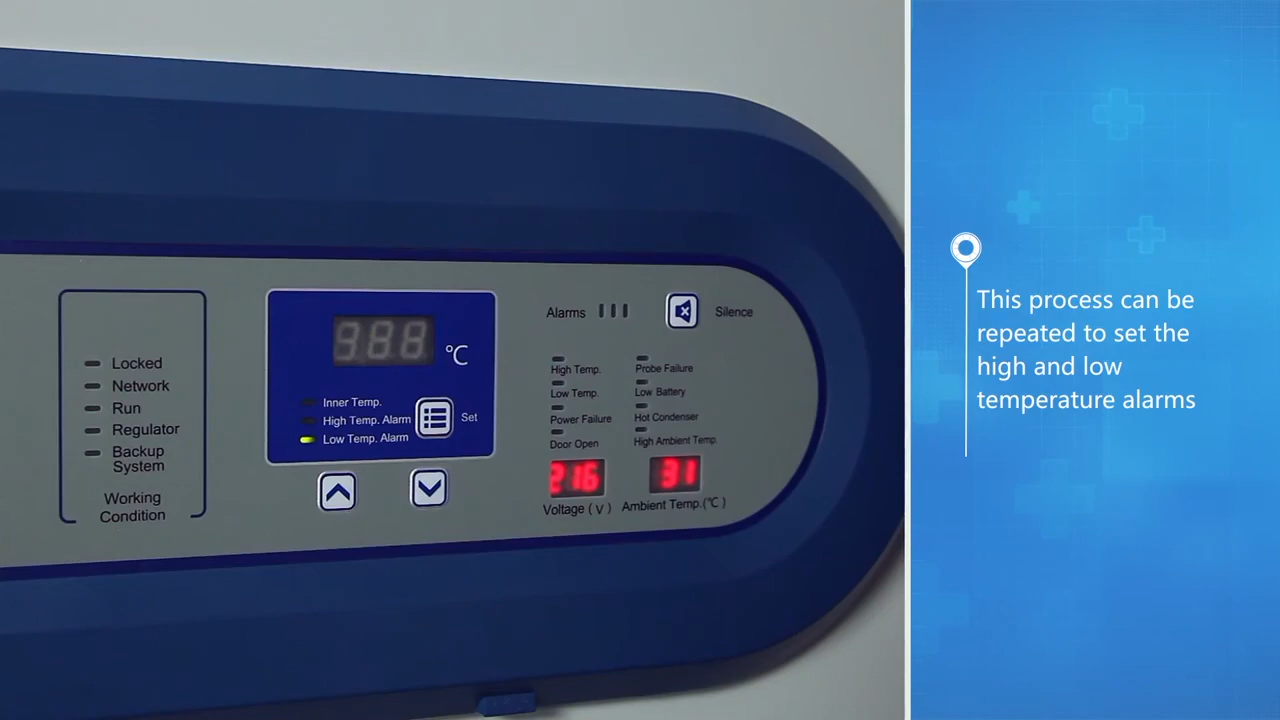 Locked
Network
Run
Regulator
Backup
System
Working
Condition
°C
Inner Temp.
High Temp. Alarm
Low Temp. Alarm
Set
Alarms
Silence
High Temp.
Low Temp.
Power Failure
Door Open
Probe Failure
Low Battery
Hot Condenser
High Ambient Temp.
216
31
Voltage ( V )
Ambient Temp.(℃ )
This process can be
repeated to set the
high and low
temperature alarms